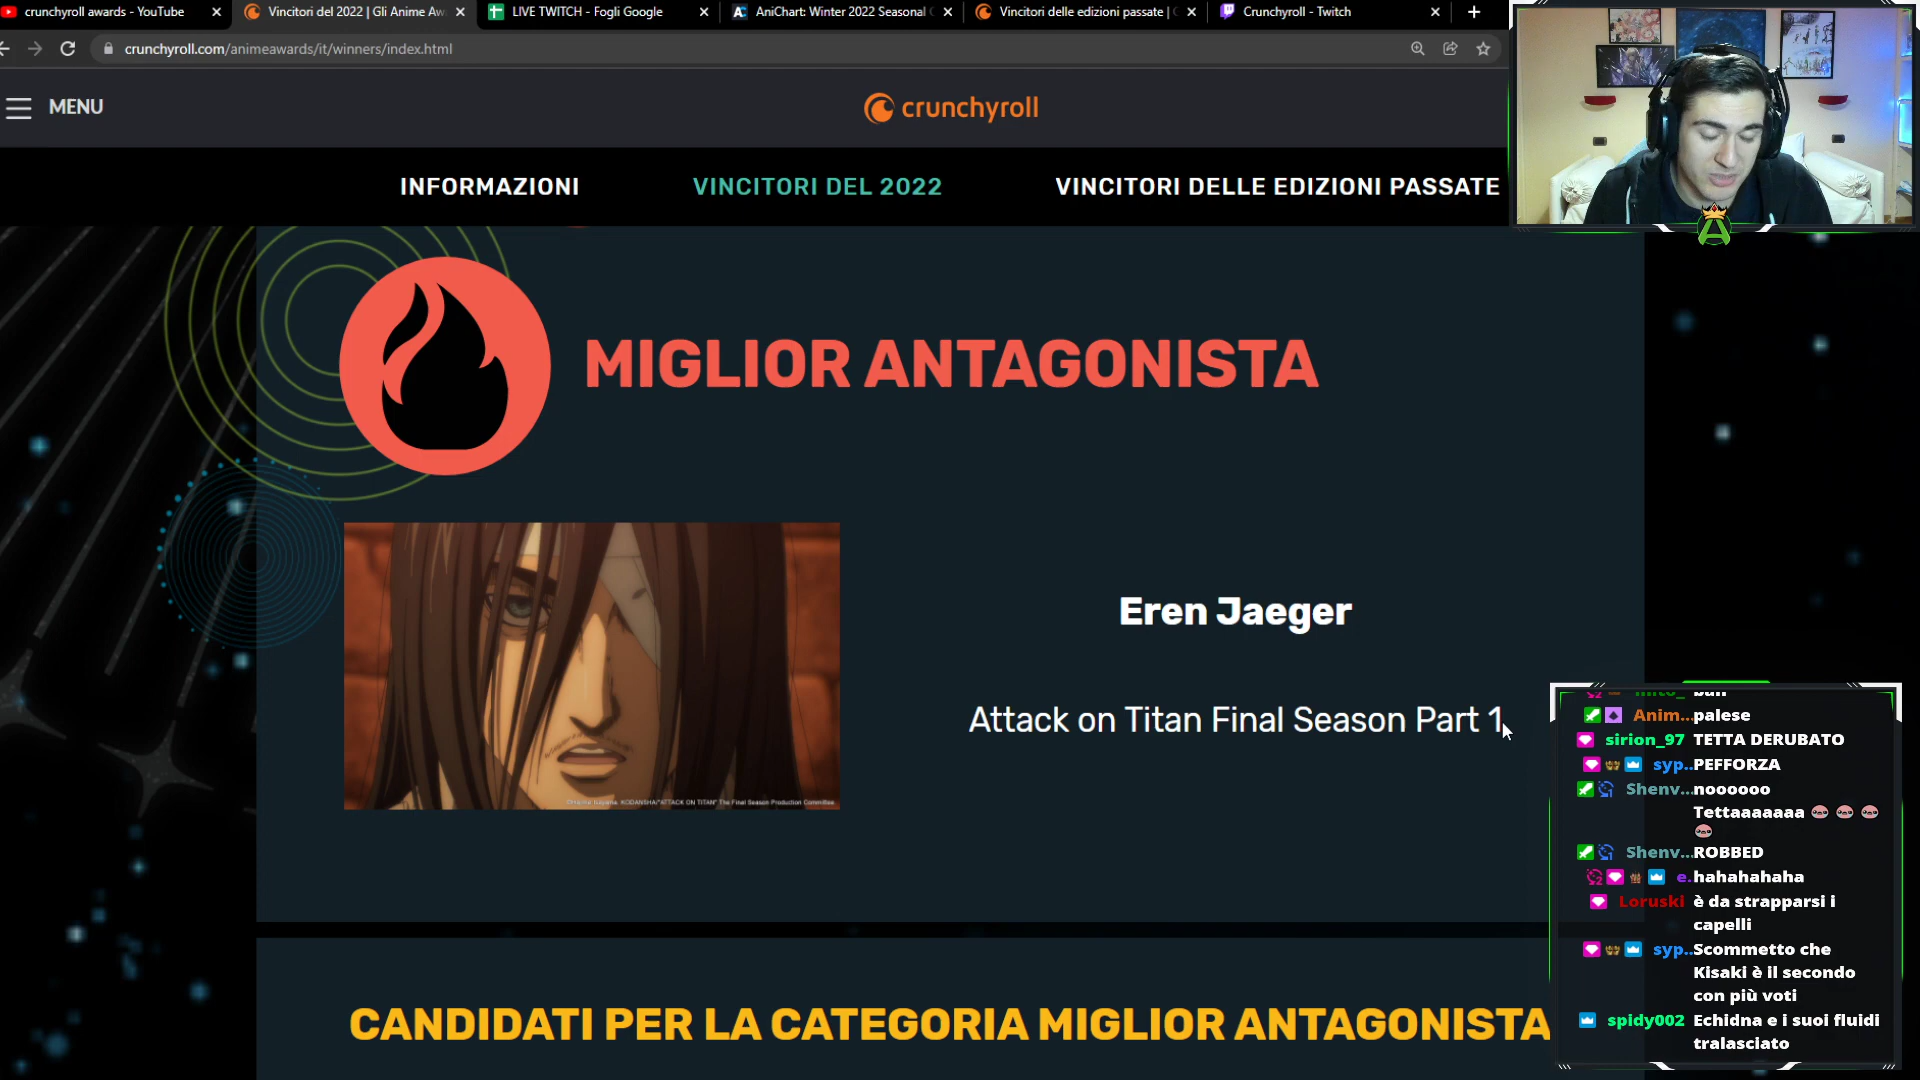 crunchyroll awards - YouTube
Vincitori del 2022 | Gli Anime Aw
LIVE TWITCH - Fogli Google
AniChart: Winter 2022 Seasonal
Vincitori delle edizioni passate |
Crunchyroll - Twitch
crunchyroll.com/animeawards/it/winners/index.html
MENU
crunchyroll
INFORMAZIONI
VINCITORI DEL 2022
VINCITORI DELLE EDIZIONI PASSATE
MIGLIOR ANTAGONISTA
Eren Jaeger
Attack on Titan Final Season Part 1
CANDIDATI PER LA CATEGORIA MIGLIOR ANTAGONISTA
Anim... palese
sirion_97 TETTA DERUBATO
syp.. PEFFORZA
Shenv... noooooo
Tettaaaaaaa
Shenv... ROBBED
e. hahahahaha
Loruski è da strapparsi i
capelli
syp.. Scommetto che
Kisaki è il secondo
con più voti
spidy002 Echidna e i suoi fluidi
tralasciato